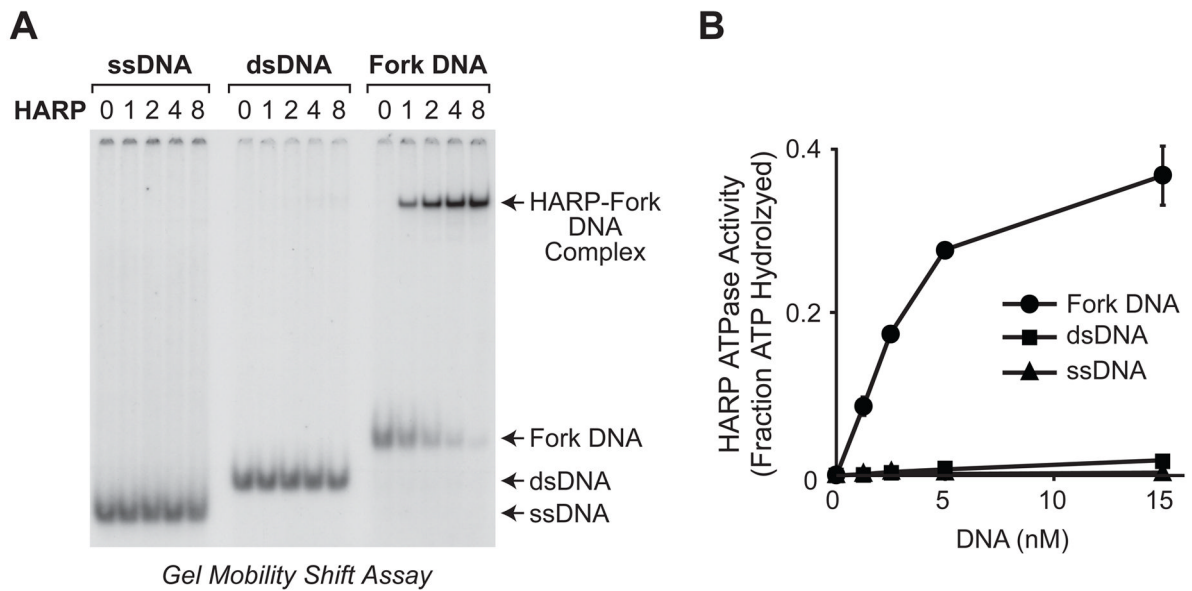 A
ssDNA dsDNA Fork DNA
HARP 0 1 2 4 8 0 1 2 4 8 0 1 2 4 8
HARP-Fork
DNA
Complex
Fork DNA
dsDNA
ssDNA
Gel Mobility Shift Assay
B
HARP ATPase Activity
(Fraction ATP Hydrolzyed)
0.4
0.2
0
0 5 10 15
DNA (nM)
Fork DNA
dsDNA
ssDNA